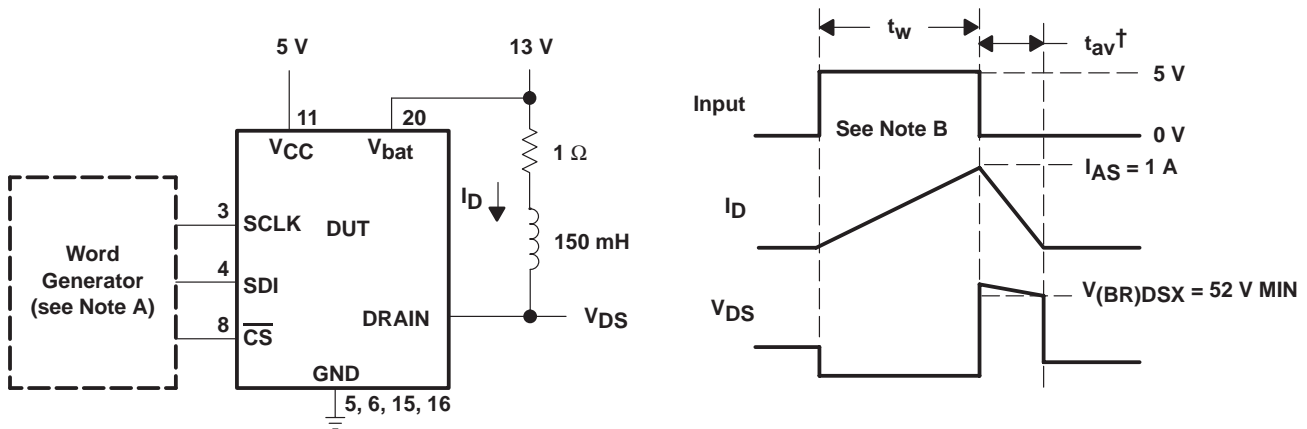 5 V
13 V
11
20
VCC
Vbat
1 Ω
ID
150 mH
Word
Generator
(see Note A)
3
SCLK
DUT
4
SDI
8
CS
DRAIN
VDS
GND
5, 6, 15, 16
tw
tav†
Input
5 V
See Note B
0 V
IAS = 1 A
ID
V(BR)DSX = 52 V MIN
VDS